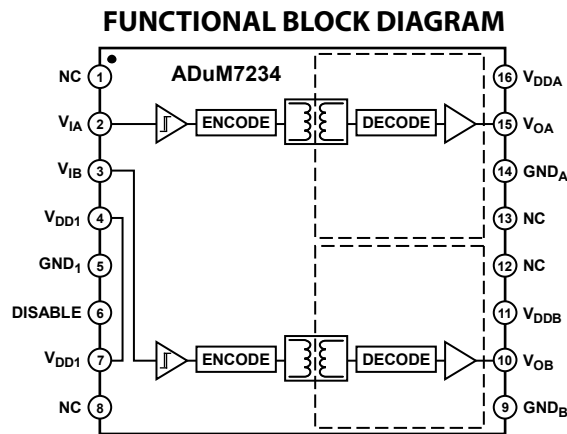 FUNCTIONAL BLOCK DIAGRAM
ADuM7234
NC 1
16 VDDA
VIA 2
ENCODE
DECODE
15 VOA
VIB 3
14 GNDA
VDD1 4
13 NC
GND1 5
12 NC
DISABLE 6
11 VDDB
VDD1 7
ENCODE
DECODE
10 VOB
NC 8
9 GNDB